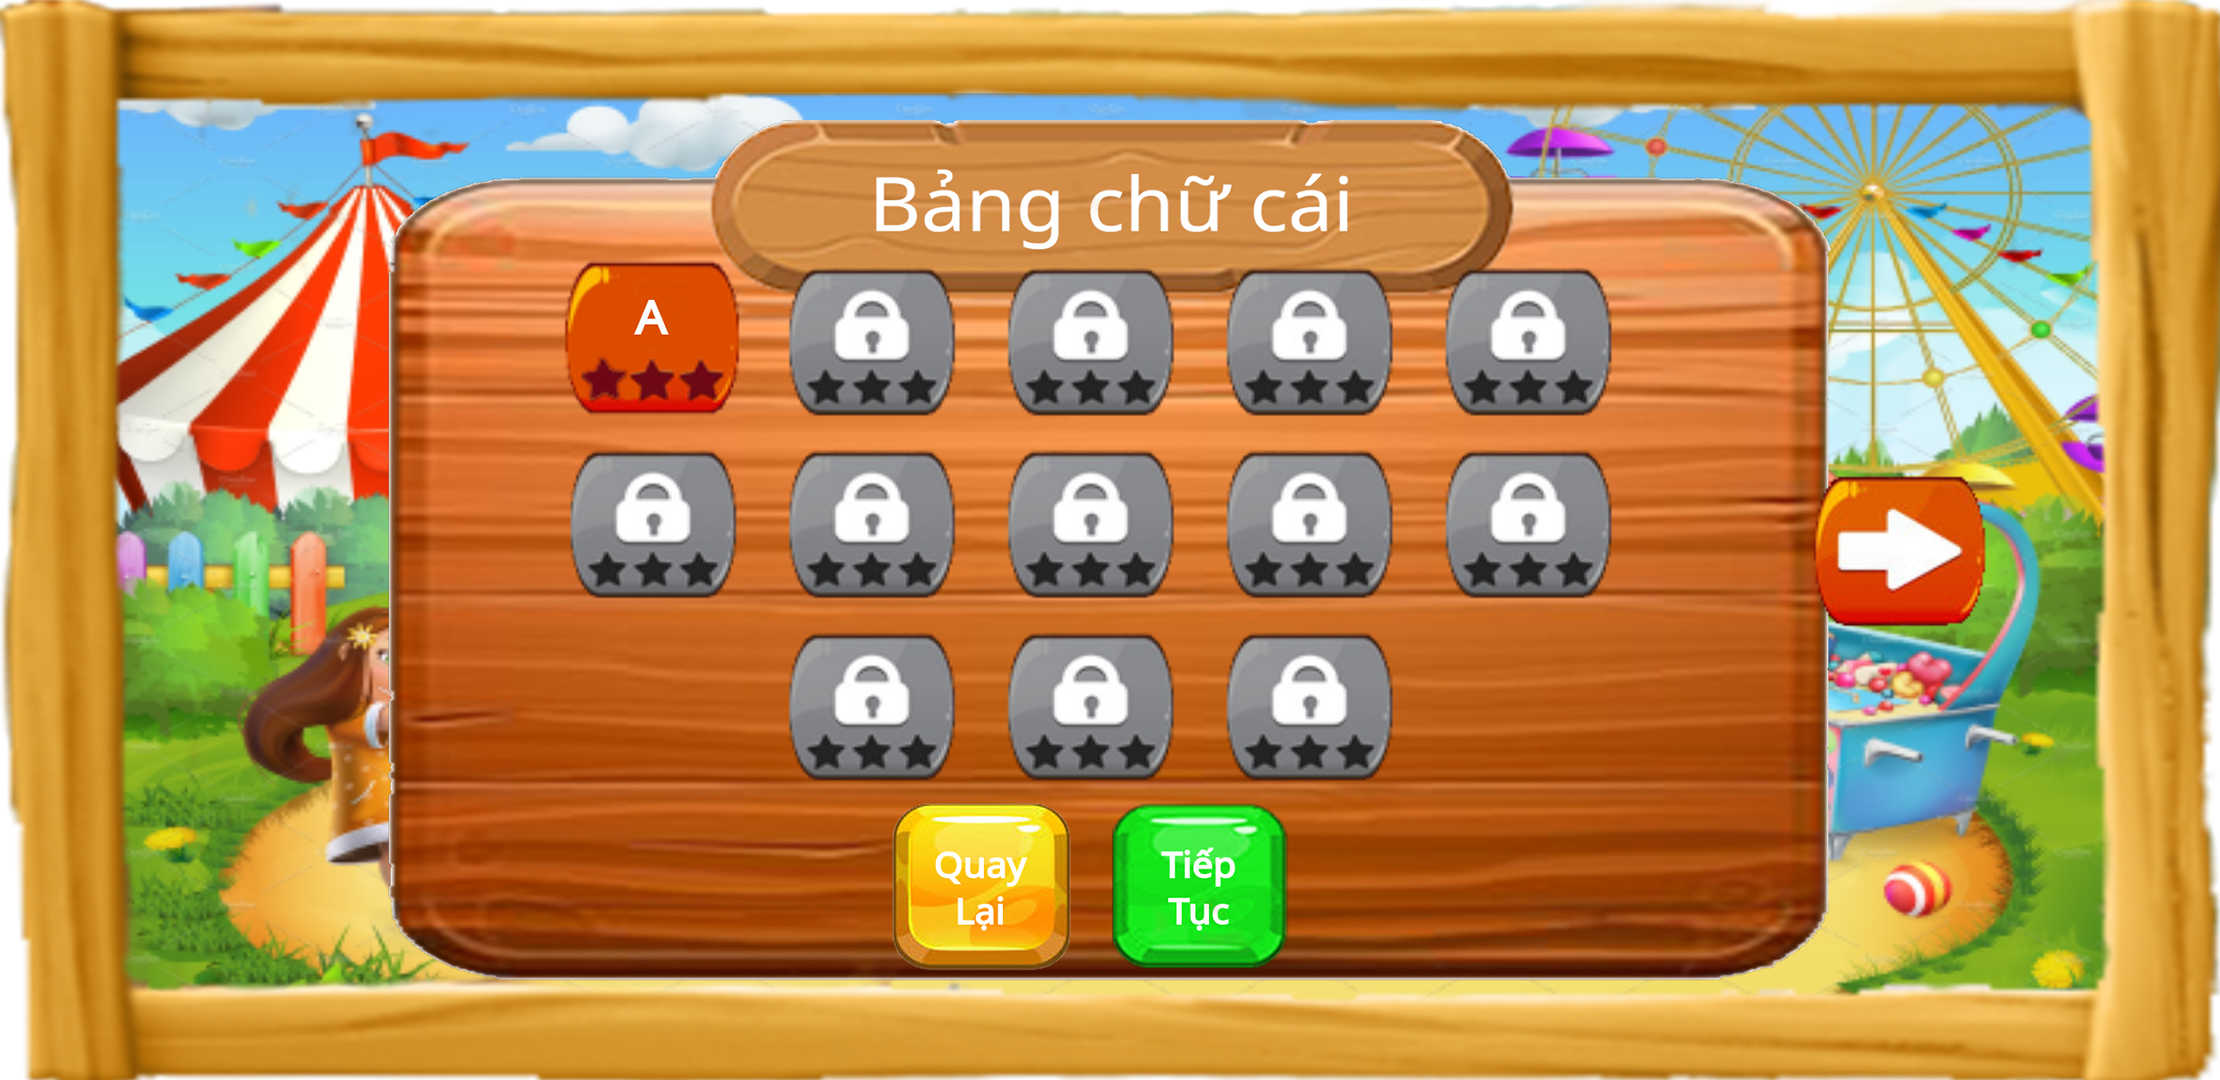 Bảng chữ cái
A
Quay
Lại
Tiếp
Tục